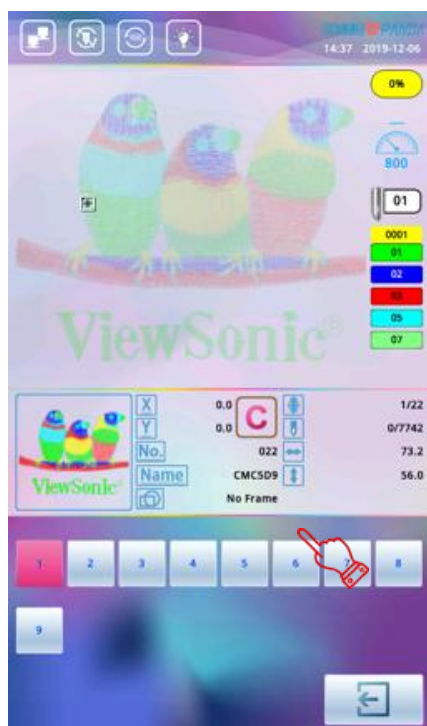 PANDA
14:37 2019-12-06
0%
800
01
0001
01
02
03
05
07
ViewSonic®
X 0.0 C 1/22
Y 0.0 0/7742
No. 022 73.2
Name CMC5D9 56.0
No Frame
ViewSonic
1 2 3 4 5 6 7 8
9